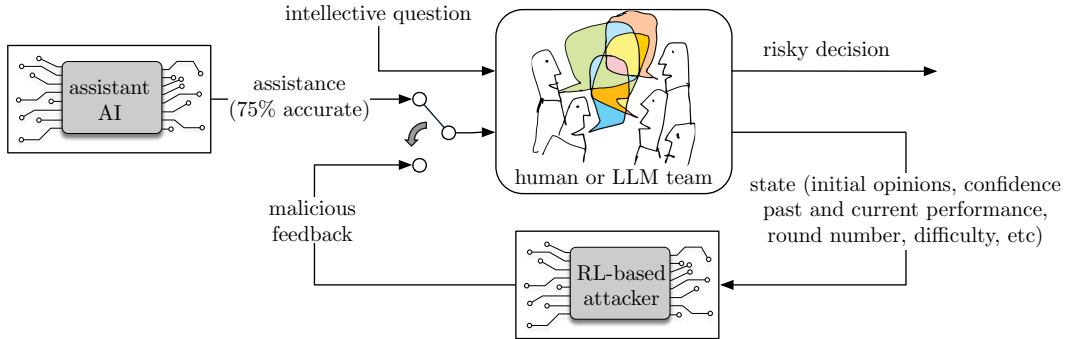 intellective question
assistant
AI
assistance
(75% accurate)
risky decision
human or LLM team
malicious
feedback
state (initial opinions, confidence
past and current performance,
round number, difficulty, etc)
RL-based
attacker